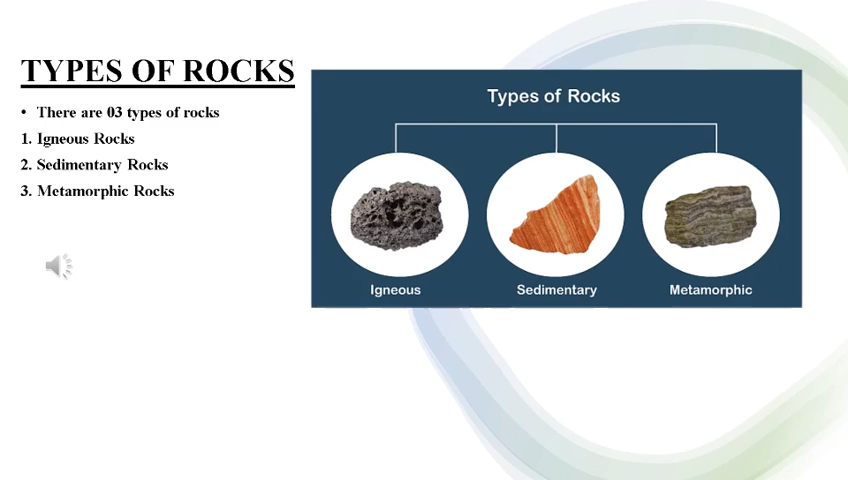 TYPES OF ROCKS
• There are 03 types of rocks
1. Igneous Rocks
2. Sedimentary Rocks
3. Metamorphic Rocks
Types of Rocks
Igneous
Sedimentary
Metamorphic